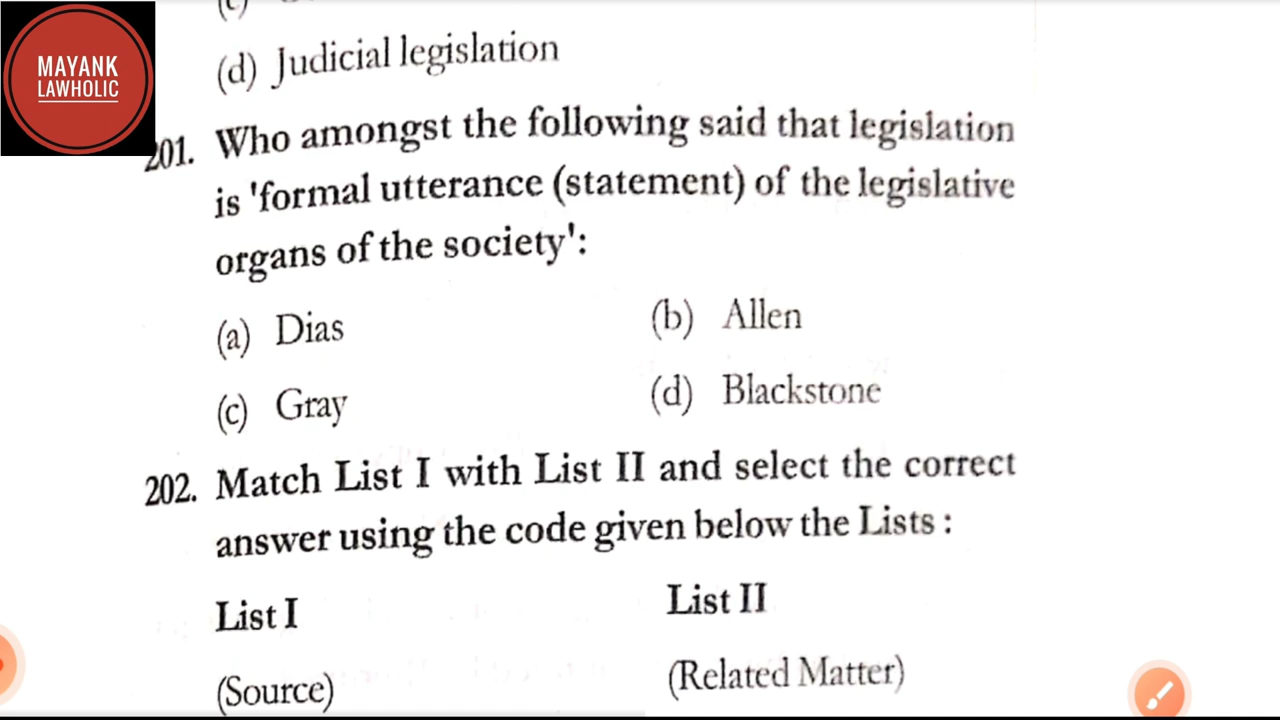 MAYANK
LAWHOLIC
(d) Judicial legislation
201. Who amongst the following said that legislation
is 'formal utterance (statement) of the legislative
organs of the society':
(a) Dias (b) Allen
(c) Gray (d) Blackstone
202. Match List I with List II and select the correct
answer using the code given below the Lists :
List I List II
(Source) (Related Matter)